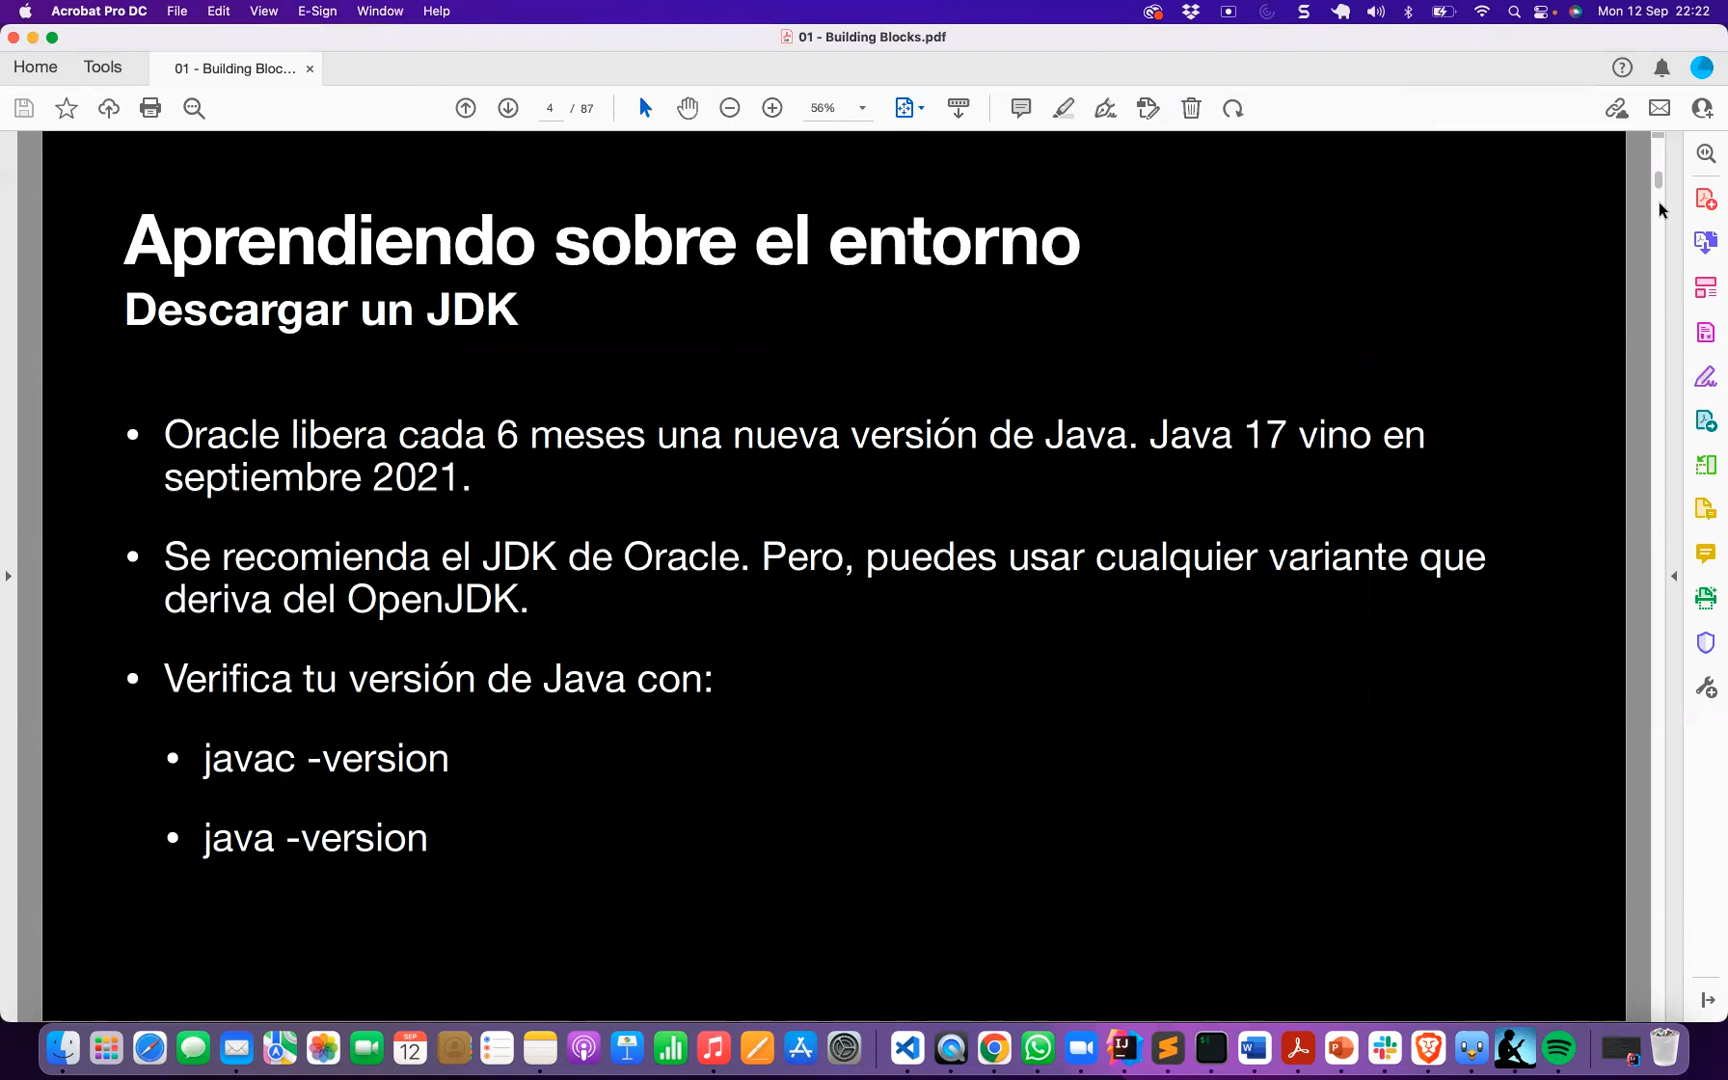 Acrobat Pro DC File Edit View E-Sign Window Help
Mon 12 Sep 22:22
01 - Building Blocks.pdf
Home Tools 01 - Building Bloc... ×
4 / 87
56%
Aprendiendo sobre el entorno
Descargar un JDK
• Oracle libera cada 6 meses una nueva versión de Java. Java 17 vino en
septiembre 2021.
• Se recomienda el JDK de Oracle. Pero, puedes usar cualquier variante que
deriva del OpenJDK.
• Verifica tu versión de Java con:
• javac -version
• java -version
SEP
12